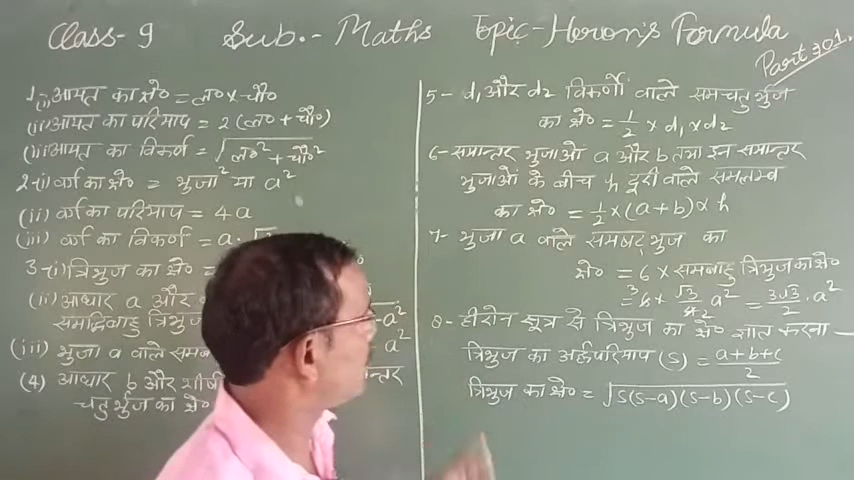 Class-9 Sub.- Maths Topic-Heron's Formula
Part 01.
1(i) आयत का क्षे० = ल० × चौ०
(ii) आयत का परिमाप = 2 (ल० + चौ०)
(iii) आयत का विकर्ण = √ल०² + चौ०²
2-(i) वर्ग का क्षे० = भुजा² या a²
(ii) वर्ग का परिमाप = 4a
(iii) वर्ग का विकर्ण = a.√
3-(i) त्रिभुज का क्षे० =
(ii) आधार a और
समद्विबाहु त्रिभुज a²
(iii) भुजा a वाले a²
(4) आधार b और
चतुर्भुज का क्षे०
5- d₁ और d₂ विकर्णों वाले समचतुर्भुज
का क्षे० = 1/2 × d₁ × d₂
6- समान्तर भुजाओं a और b तथा इन समान्तर
भुजाओं के बीच h दूरी वाले समलम्ब
का क्षे० = 1/2 × (a+b) × h
7- भुजा a वाले समषट्भुज का
क्षे० = 6 × समबाहु त्रिभुज का क्षे०
= 6 × √3/4 a² = 3√3/2 . a²
8- हीरोन सूत्र से त्रिभुज का क्षे० ज्ञात करना —
त्रिभुज का अर्द्धपरिमाप (s) = a+b+c/2
त्रिभुज का क्षे० = √s(s-a)(s-b)(s-c)